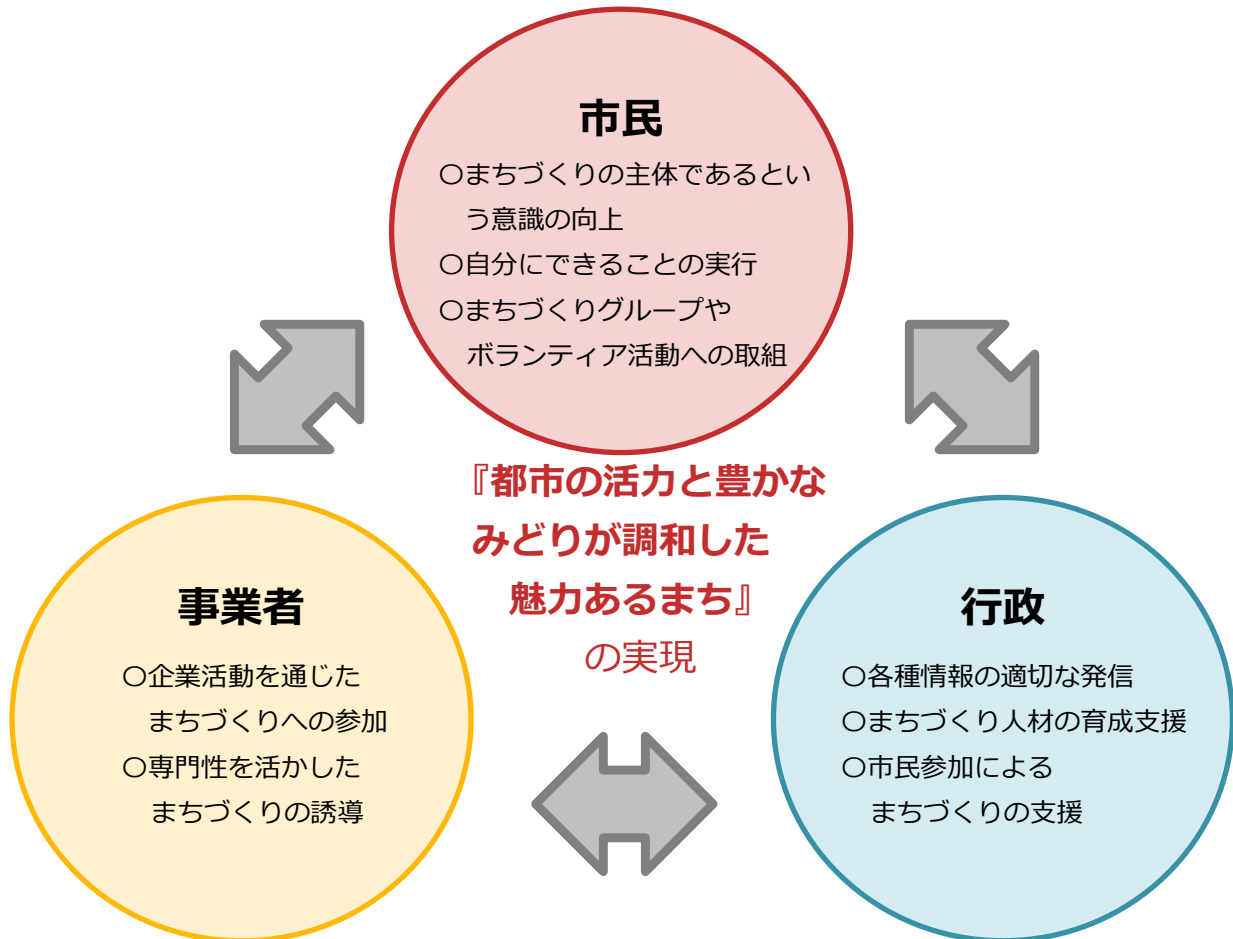 市民
〇まちづくりの主体であるとい
う意識の向上
〇自分にできることの実行
〇まちづくりグループや
ボランティア活動への取組
『都市の活力と豊かな
みどりが調和した
魅力あるまち』
の実現
事業者
〇企業活動を通じた
まちづくりへの参加
〇専門性を活かした
まちづくりの誘導
行政
〇各種情報の適切な発信
〇まちづくり人材の育成支援
〇市民参加による
まちづくりの支援